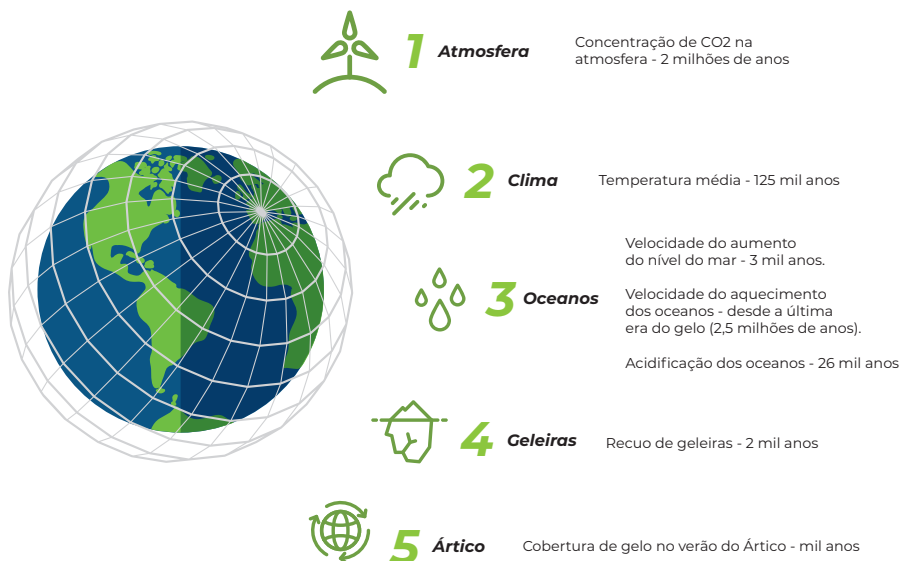 1 Atmosfera
Concentração de CO2 na
atmosfera - 2 milhões de anos
2 Clima
Temperatura média - 125 mil anos
3 Oceanos
Velocidade do aumento
do nível do mar - 3 mil anos.
Velocidade do aquecimento
dos oceanos - desde a última
era do gelo (2,5 milhões de anos).
Acidificação dos oceanos - 26 mil anos
4 Geleiras
Recuo de geleiras - 2 mil anos
5 Ártico
Cobertura de gelo no verão do Ártico - mil anos